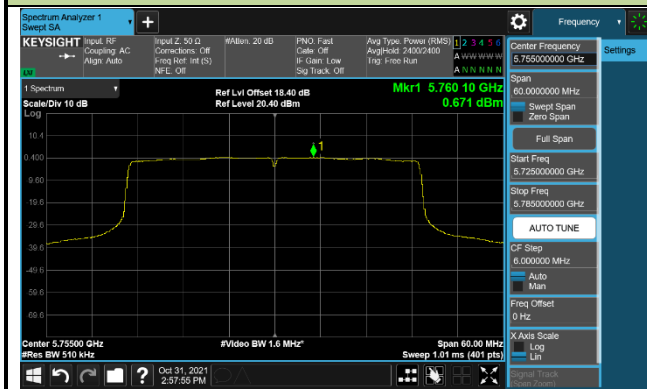 Spectrum Analyzer 1
Swept SA
+
Frequency
KEYSIGHT
Input: RF
Coupling: AC
Align: Auto
Input Z: 50 Ω
Corrections: Off
Freq Ref: Int (S)
NFE: Off
#Atten: 20 dB
PNO: Fast
Gate: Off
IF Gain: Low
Sig Track: Off
Avg Type: Power (RMS)
Avg|Hold: 2400/2400
Trig: Free Run
1 2 3 4 5 6
A W W W W W
A N N N N N
LW
1 Spectrum
Scale/Div 10 dB
Log
Ref Lvl Offset 18.40 dB
Ref Level 20.40 dBm
Mkr1 5.760 10 GHz
0.671 dBm
1
10.4
0.400
-9.60
-19.6
-29.6
-39.6
-49.6
-59.6
-69.6
Center 5.75500 GHz
#Res BW 510 kHz
#Video BW 1.6 MHz*
Span 60.00 MHz
Sweep 1.01 ms (401 pts)
Center Frequency
5.755000000 GHz
Settings
Span
60.0000000 MHz
Swept Span
Zero Span
Full Span
Start Freq
5.725000000 GHz
Stop Freq
5.785000000 GHz
AUTO TUNE
CF Step
6.000000 MHz
Auto
Man
Freq Offset
0 Hz
X Axis Scale
Log
Lin
Signal Track
(Span Zoom)
?
Oct 31, 2021
2:57:55 PM